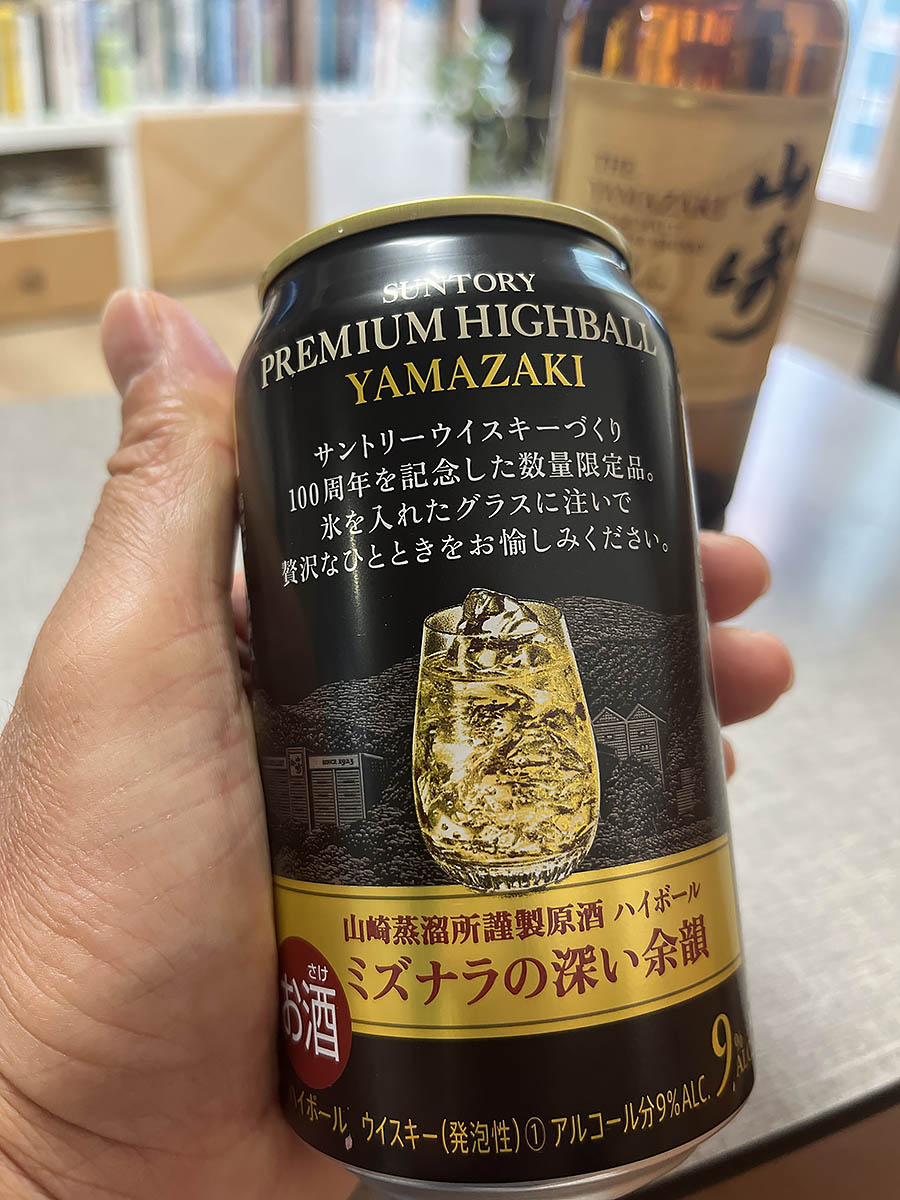 SUNTORY
PREMIUM HIGHBALL
YAMAZAKI
サントリーウイスキーづくり
100周年を記念した数量限定品。
氷を入れたグラスに注いで
贅沢なひとときをお愉しみください。
SINCE 1923
山崎蒸溜所謹製原酒 ハイボール
ミズナラの深い余韻
さけ
お酒
9%
ハイボール ウイスキー(発泡性)① アルコール分9%ALC.
THE
YAMAZAKI
山崎